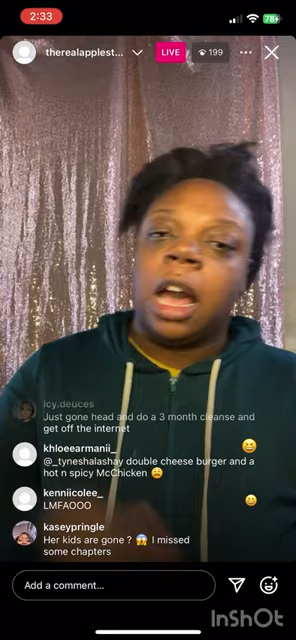 2:33
78
therealapplest...
LIVE
199
icy.deuces
Just gone head and do a 3 month cleanse and
get off the internet
khloeearmanii_
@_tyneshalashay double cheese burger and a
hot n spicy McChicken 😩
kenniicolee_
LMFAOOO
kaseypringle
Her kids are gone ? 😱 I missed
some chapters
Add a comment...
InShOt